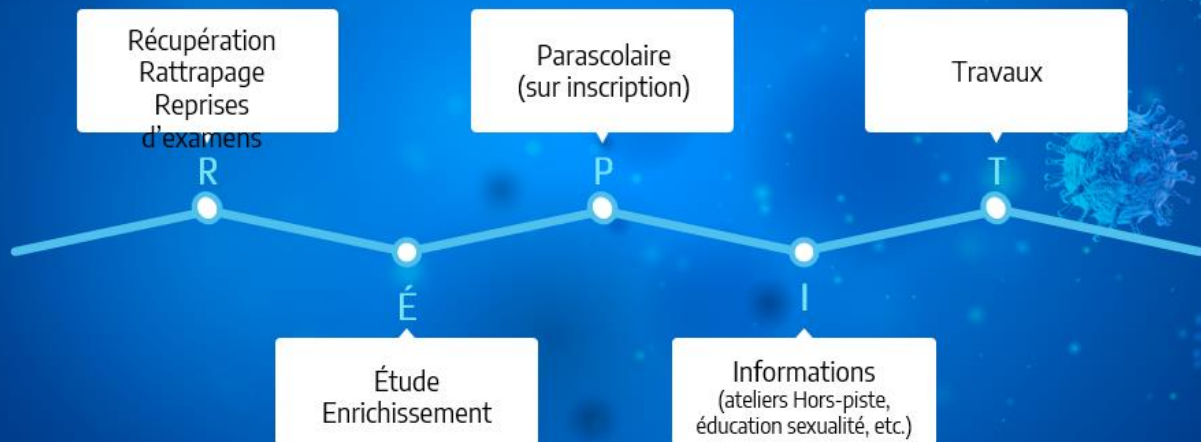 Récupération
Rattrapage
Reprises
d'examens
R
Parascolaire
(sur inscription)
P
Travaux
T
É
Étude
Enrichissement
I
Informations
(ateliers Hors-piste,
éducation sexualité, etc.)